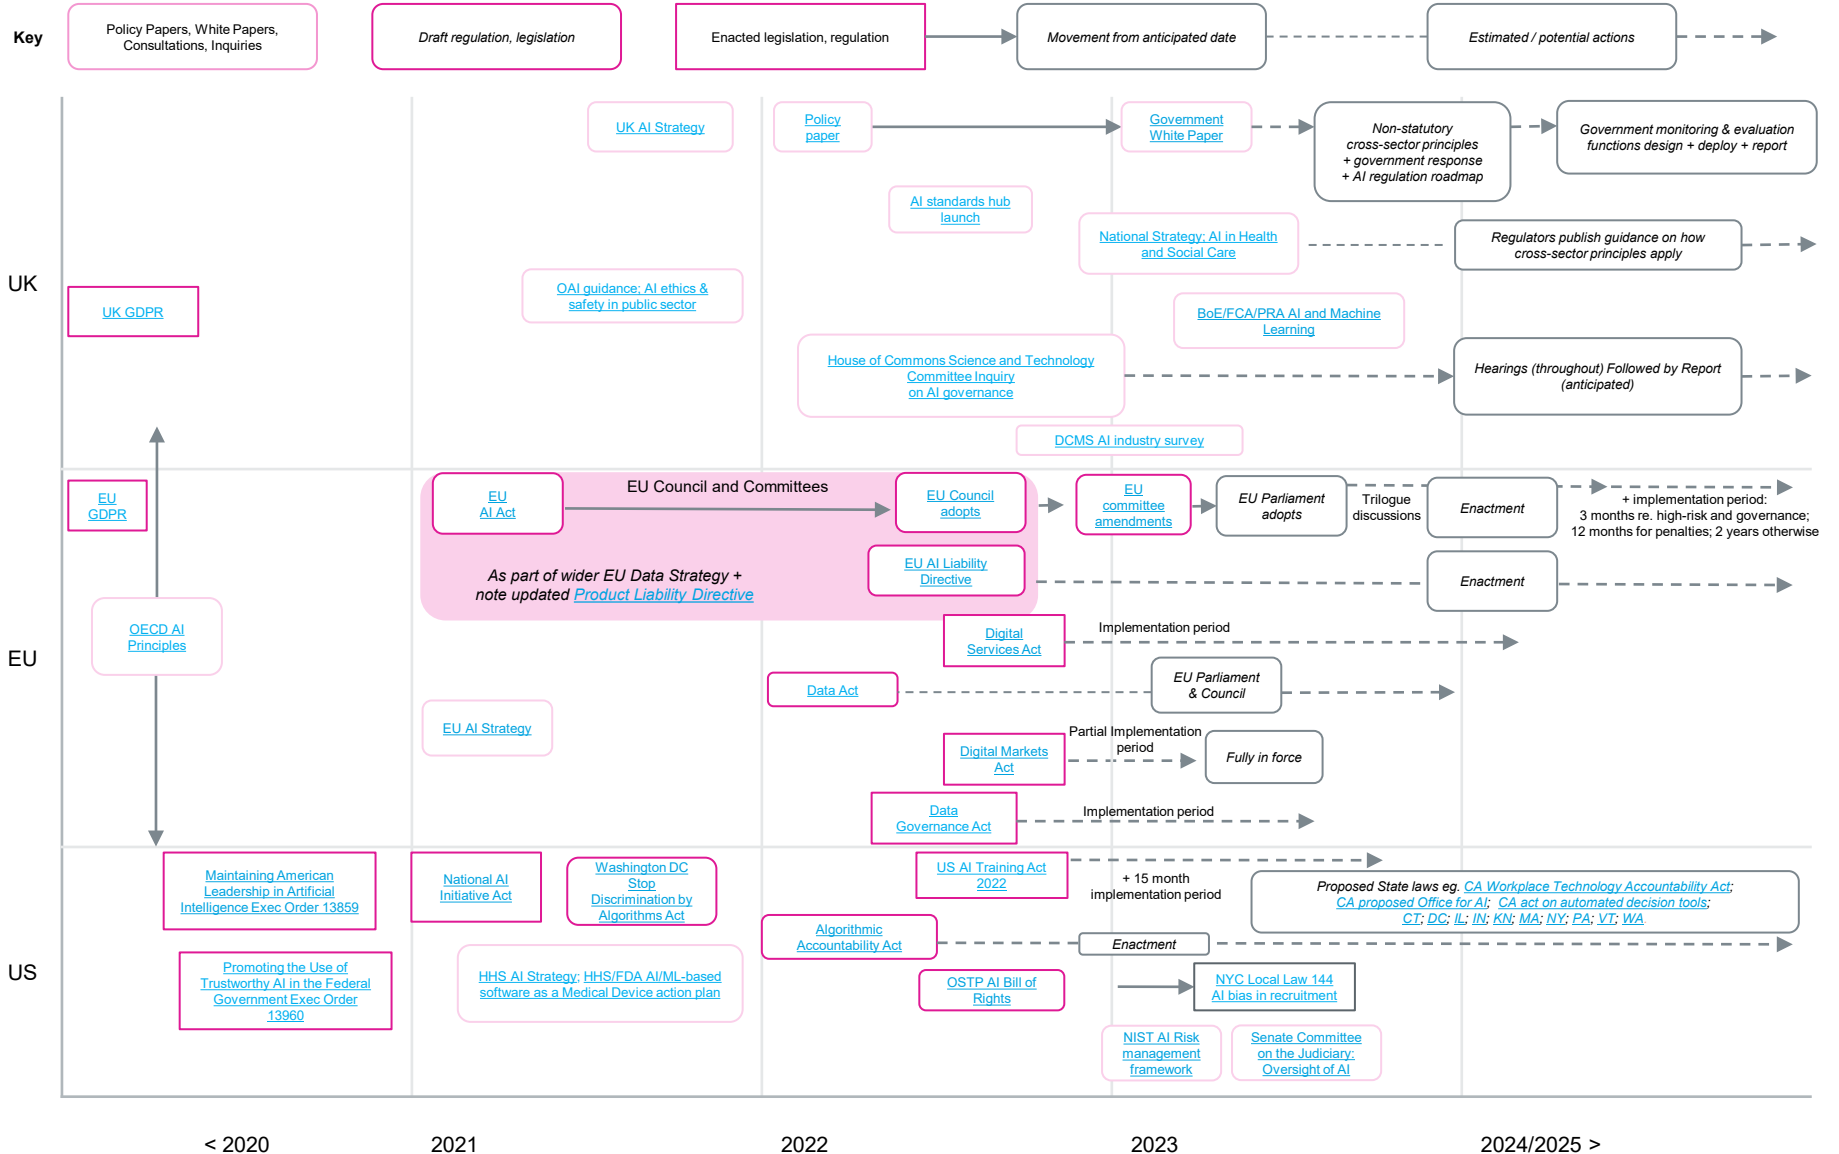 Key
Policy Papers, White Papers,
Consultations, Inquiries
Draft regulation, legislation
Enacted legislation, regulation
Movement from anticipated date
Estimated / potential actions
UK
UK AI Strategy
Policy
paper
Government
White Paper
Non-statutory
cross-sector principles
+ government response
+ AI regulation roadmap
Government monitoring & evaluation
functions design + deploy + report
AI standards hub
launch
National Strategy; AI in Health
and Social Care
Regulators publish guidance on how
cross-sector principles apply
OAI guidance; AI ethics &
safety in public sector
UK GDPR
BoE/FCA/PRA AI and Machine
Learning
House of Commons Science and Technology
Committee Inquiry
on AI governance
Hearings (throughout) Followed by Report
(anticipated)
DCMS AI industry survey
EU
EU
GDPR
EU
AI Act
EU Council and Committees
EU Council
adopts
EU
committee
amendments
EU Parliament
adopts
Trilogue
discussions
Enactment
+ implementation period:
3 months re. high-risk and governance;
12 months for penalties; 2 years otherwise
EU AI Liability
Directive
Enactment
As part of wider EU Data Strategy +
note updated Product Liability Directive
OECD AI
Principles
Digital
Services Act
Implementation period
Data Act
EU Parliament
& Council
EU AI Strategy
Digital Markets
Act
Partial Implementation
period
Fully in force
Data
Governance Act
Implementation period
US
Maintaining American
Leadership in Artificial
Intelligence Exec Order 13859
National AI
Initiative Act
Washington DC
Stop
Discrimination by
Algorithms Act
US AI Training Act
2022
+ 15 month
implementation period
Proposed State laws eg. CA Workplace Technology Accountability Act;
CA proposed Office for AI; CA act on automated decision tools;
CT; DC; IL; IN; KN; MA; NY; PA; VT; WA
Algorithmic
Accountability Act
Enactment
Promoting the Use of
Trustworthy AI in the Federal
Government Exec Order
13960
HHS AI Strategy; HHS/FDA AI/ML-based
software as a Medical Device action plan
OSTP AI Bill of
Rights
NYC Local Law 144
AI bias in recruitment
NIST AI Risk
management
framework
Senate Committee
on the Judiciary:
Oversight of AI
< 2020
2021
2022
2023
2024/2025 >